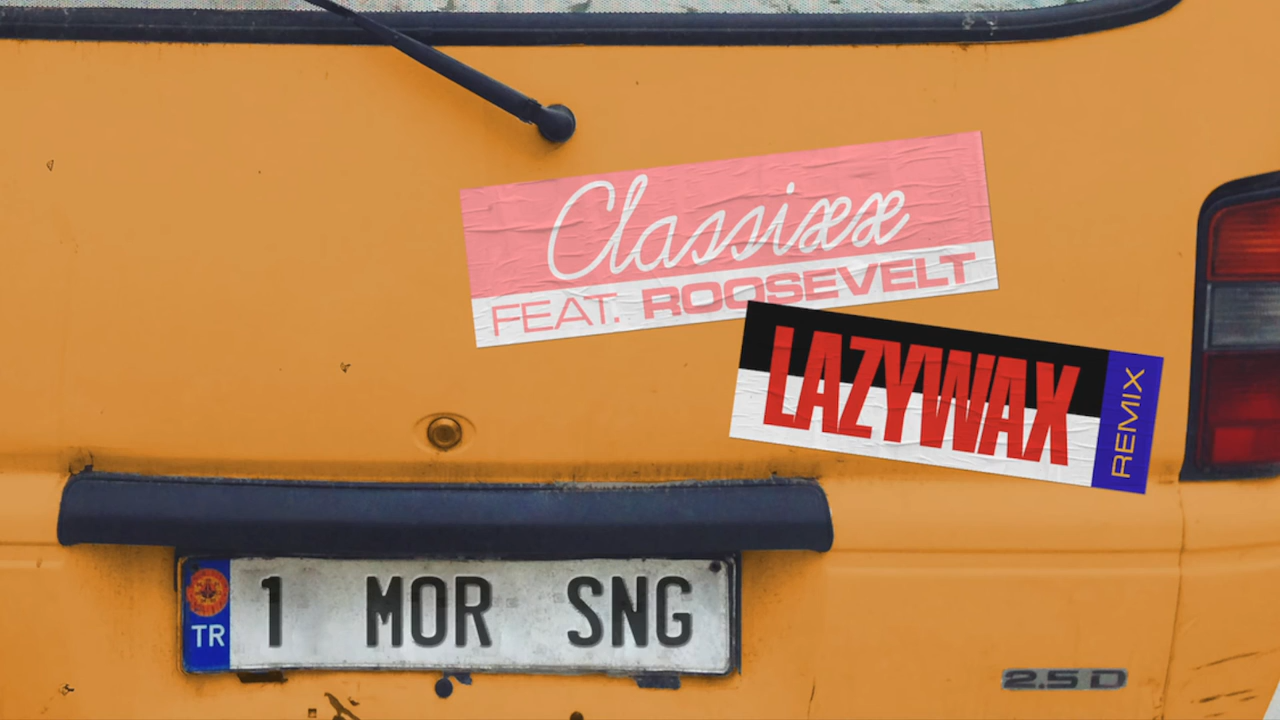 Classixx
FEAT. ROOSEVELT
LAZYWAX
REMIX
TR
1 MOR SNG
2.5 D